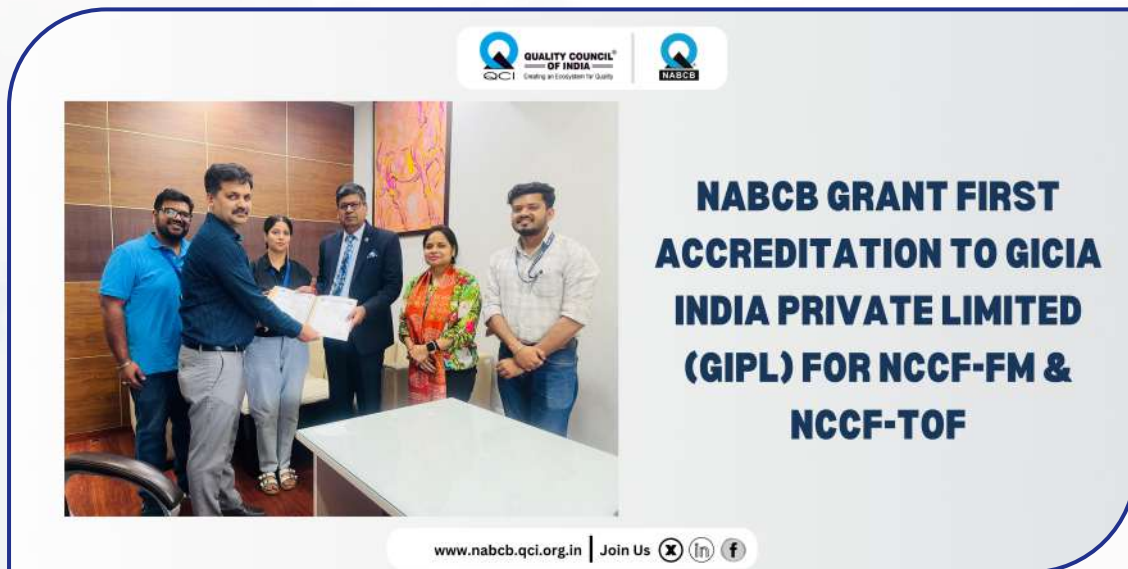 QCI
QUALITY COUNCIL®
OF INDIA
Creating an Ecosystem for Quality
NABCB
NABCB GRANT FIRST
ACCREDITATION TO GICIA
INDIA PRIVATE LIMITED
(GIPL) FOR NCCF-FM &
NCCF-TOF
www.nabcb.qci.org.in | Join Us X in f